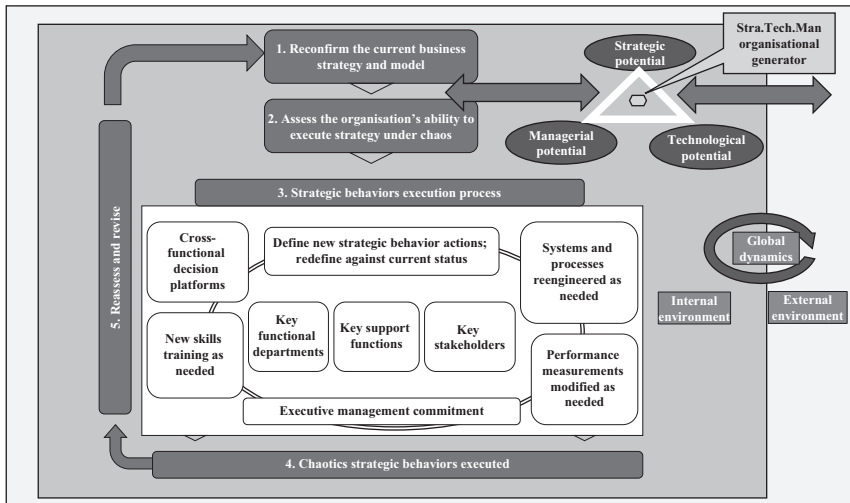 1. Reconfirm the current business
strategy and model
2. Assess the organisation's ability to
execute strategy under chaos
Strategic
potential
Stra.Tech.Man
organisational
generator
Managerial
potential
Technological
potential
3. Strategic behaviors execution process
Cross-
functional
decision
platforms
Define new strategic behavior actions;
redefine against current status
Systems and
processes
reengineered as
needed
New skills
training as
needed
Key
functional
departments
Key support
functions
Key
stakeholders
Performance
measurements
modified as
needed
Executive management commitment
4. Chaotics strategic behaviors executed
5. Reassess and revise
Global
dynamics
Internal
environment
External
environment